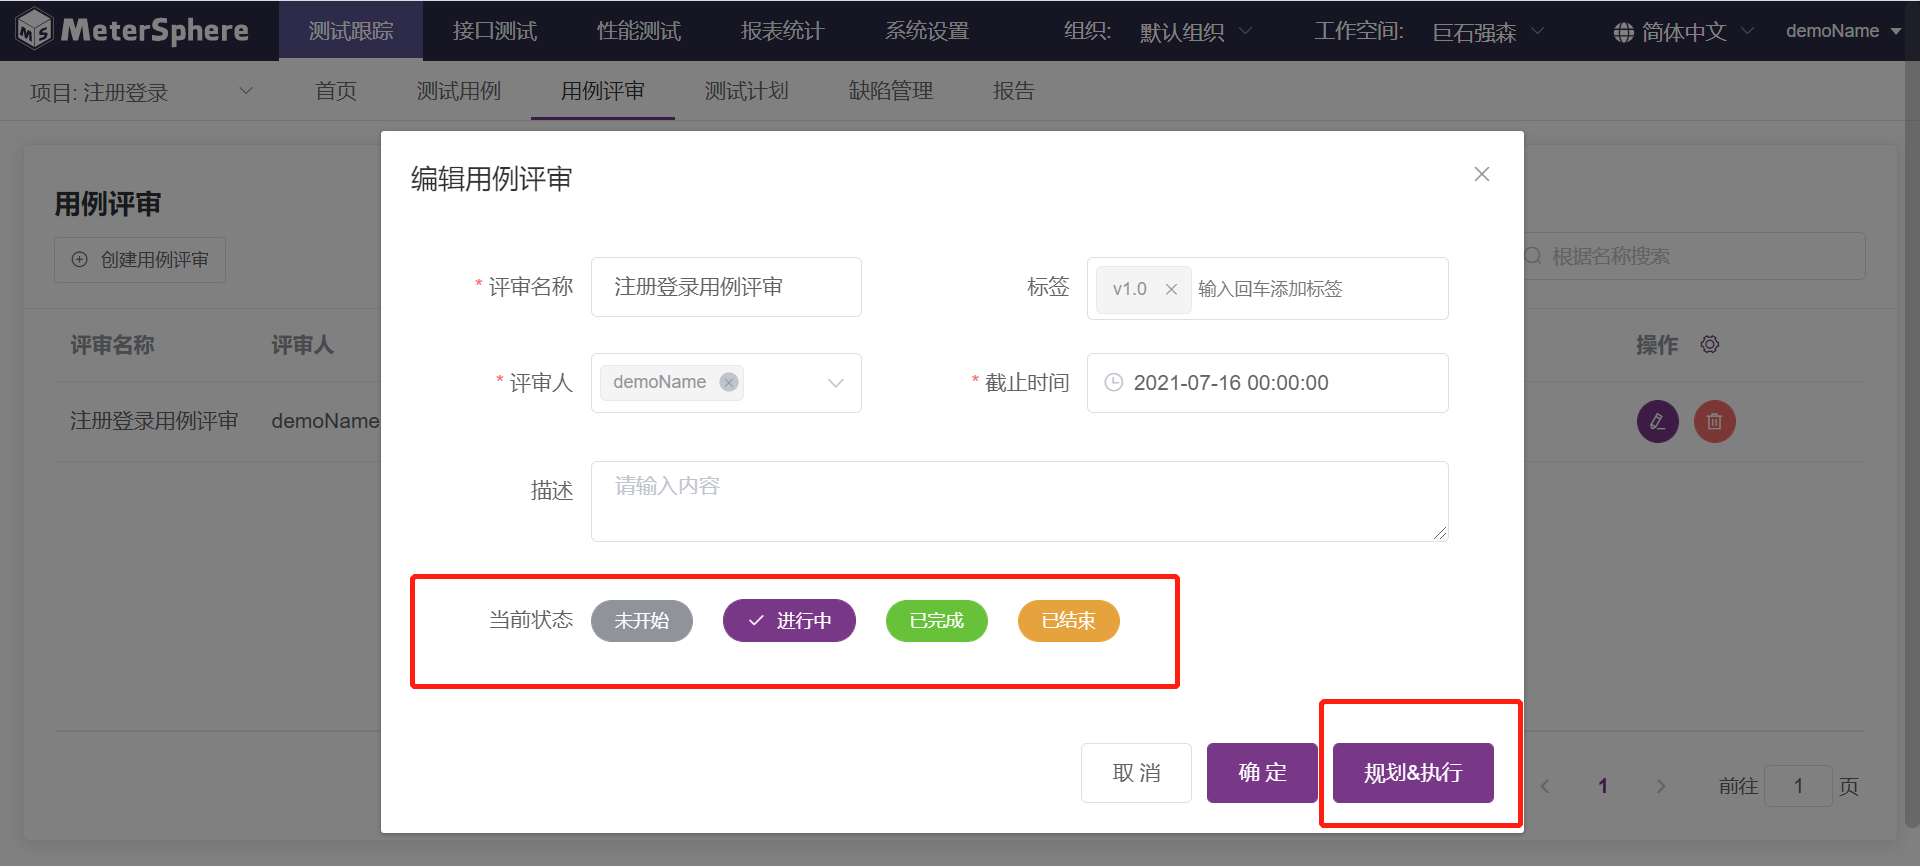 MeterSphere 测试跟踪 接口测试 性能测试 报表统计 系统设置 组织: 默认组织 工作空间: 巨石强森 简体中文 demoName
项目: 注册登录 首页 测试用例 用例评审 测试计划 缺陷管理 报告
编辑用例评审
用例评审
创建用例评审
根据名称搜索
* 评审名称 注册登录用例评审 标签 v1.0 输入回车添加标签
评审名称 评审人 操作
* 评审人 demoName * 截止时间 2021-07-16 00:00:00
注册登录用例评审 demoName
描述 请输入内容
当前状态 未开始 进行中 已完成 已结束
取 消 确 定 规划&执行
1 前往 1 页